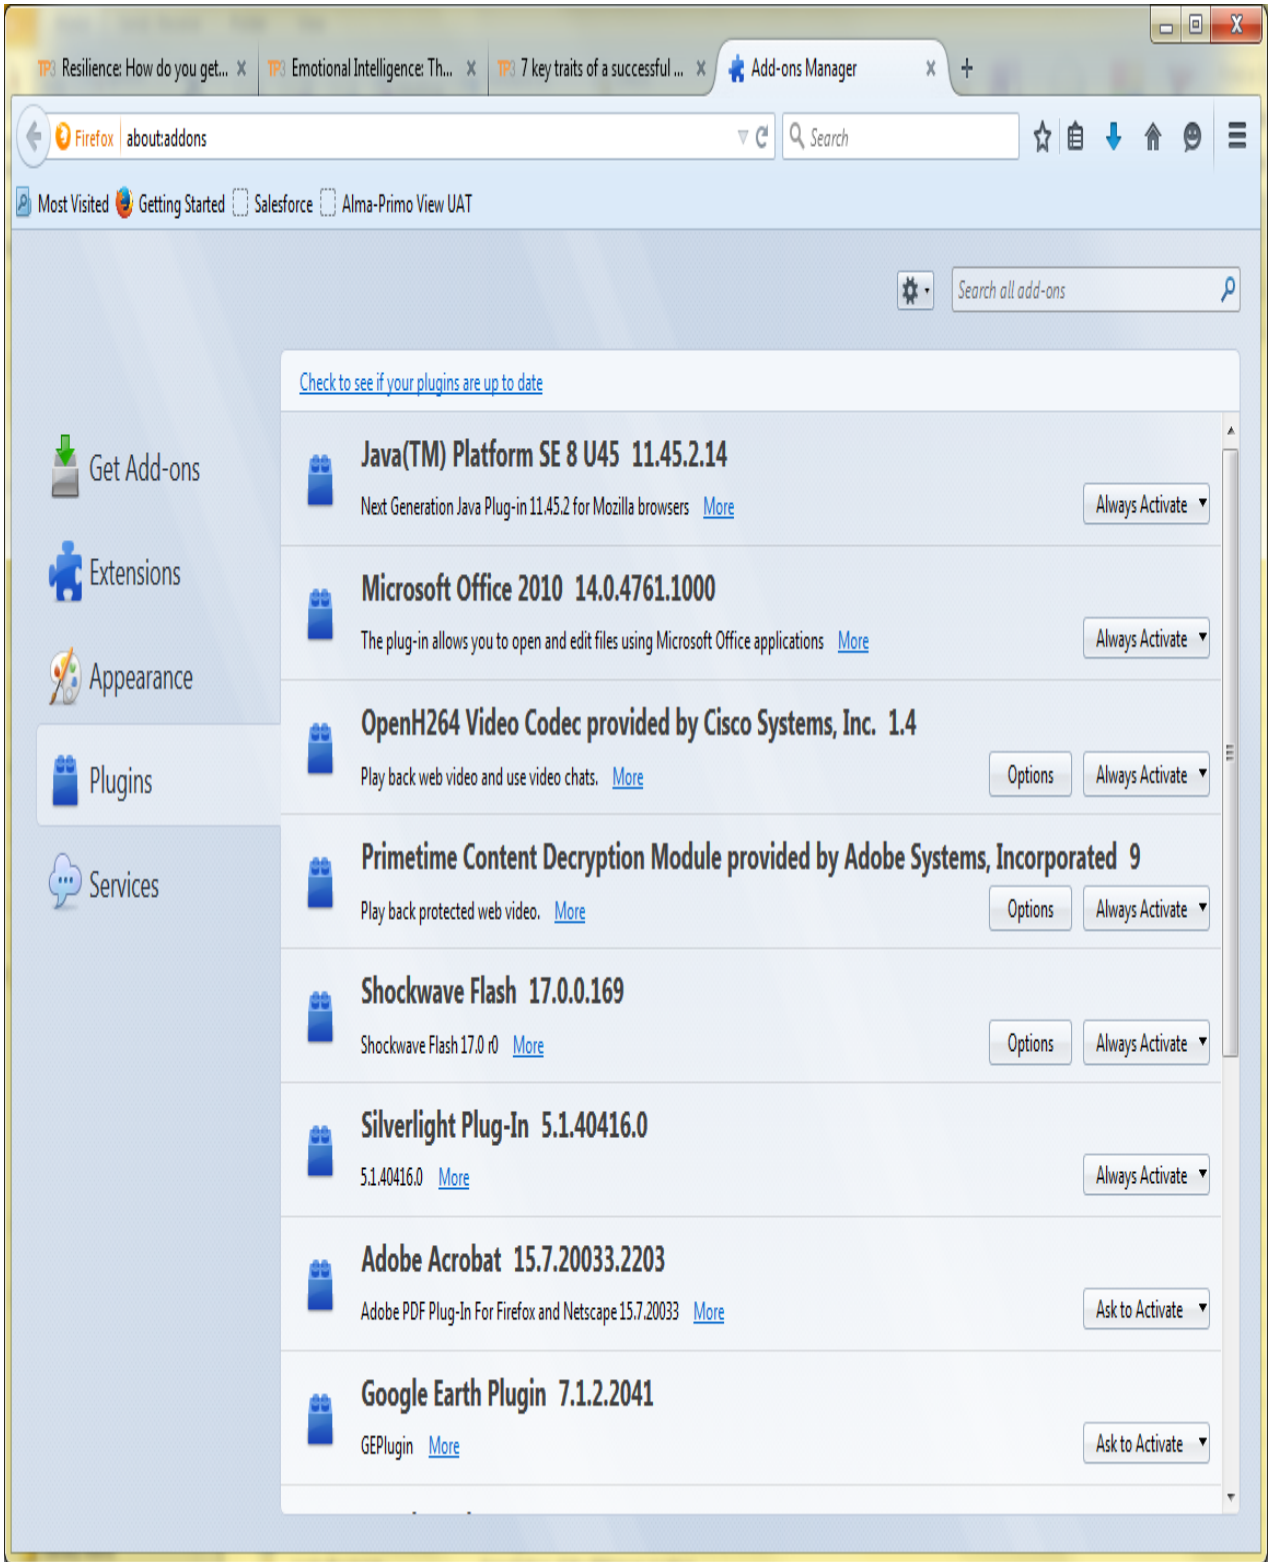 TP3 Resilience: How do you get... TP3 Emotional Intelligence: Th... TP3 7 key traits of a successful ... Add-ons Manager
Firefox about:addons Search
Most Visited Getting Started Salesforce Alma-Primo View UAT
Search all add-ons
Check to see if your plugins are up to date
Get Add-ons
Extensions
Appearance
Plugins
Services
Java(TM) Platform SE 8 U45 11.45.2.14
Next Generation Java Plug-in 11.45.2 for Mozilla browsers More Always Activate
Microsoft Office 2010 14.0.4761.1000
The plug-in allows you to open and edit files using Microsoft Office applications More Always Activate
OpenH264 Video Codec provided by Cisco Systems, Inc. 1.4
Play back web video and use video chats. More Options Always Activate
Primetime Content Decryption Module provided by Adobe Systems, Incorporated 9
Play back protected web video. More Options Always Activate
Shockwave Flash 17.0.0.169
Shockwave Flash 17.0 r0 More Options Always Activate
Silverlight Plug-In 5.1.40416.0
5.1.40416.0 More Always Activate
Adobe Acrobat 15.7.20033.2203
Adobe PDF Plug-In For Firefox and Netscape 15.7.20033 More Ask to Activate
Google Earth Plugin 7.1.2.2041
GEPlugin More Ask to Activate